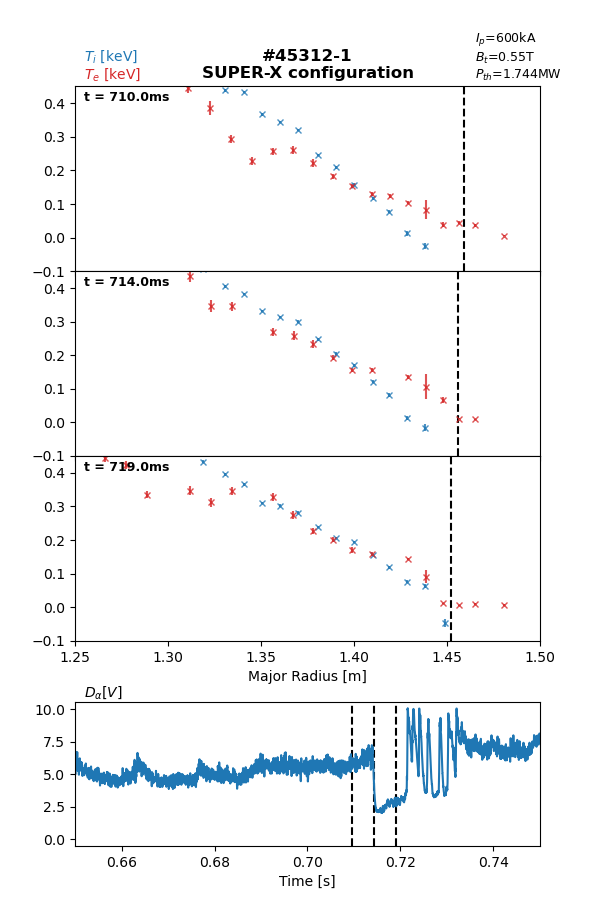 #45312-1
SUPER-X configuration
T_i [keV]
T_e [keV]
I_p=600kA
B_t=0.55T
P_th=1.744MW
t = 710.0ms
0.4
0.3
0.2
0.1
0.0
−0.1
t = 714.0ms
0.4
0.3
0.2
0.1
0.0
−0.1
t = 719.0ms
0.4
0.3
0.2
0.1
0.0
−0.1
1.25 1.30 1.35 1.40 1.45 1.50
Major Radius [m]
D_α[V]
10.0
7.5
5.0
2.5
0.0
0.66 0.68 0.70 0.72 0.74
Time [s]